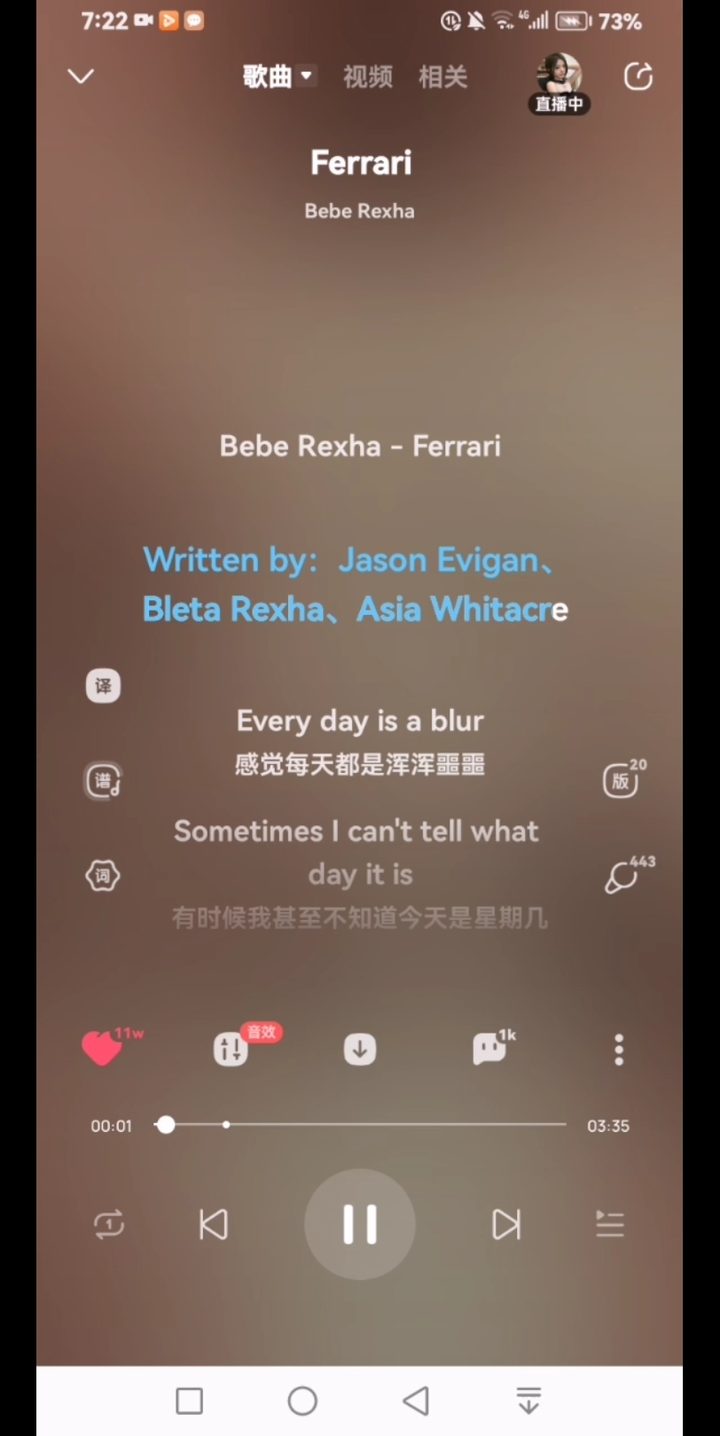 7:22
4G
73%
歌曲 视频 相关
直播中
Ferrari
Bebe Rexha
Bebe Rexha - Ferrari
Written by：Jason Evigan、
Bleta Rexha、Asia Whitacre
译
Every day is a blur
感觉每天都是浑浑噩噩
谱
版 20
Sometimes I can't tell what
day it is
词
443
有时候我甚至不知道今天是星期几
11w
音效
1k
00:01
03:35
1